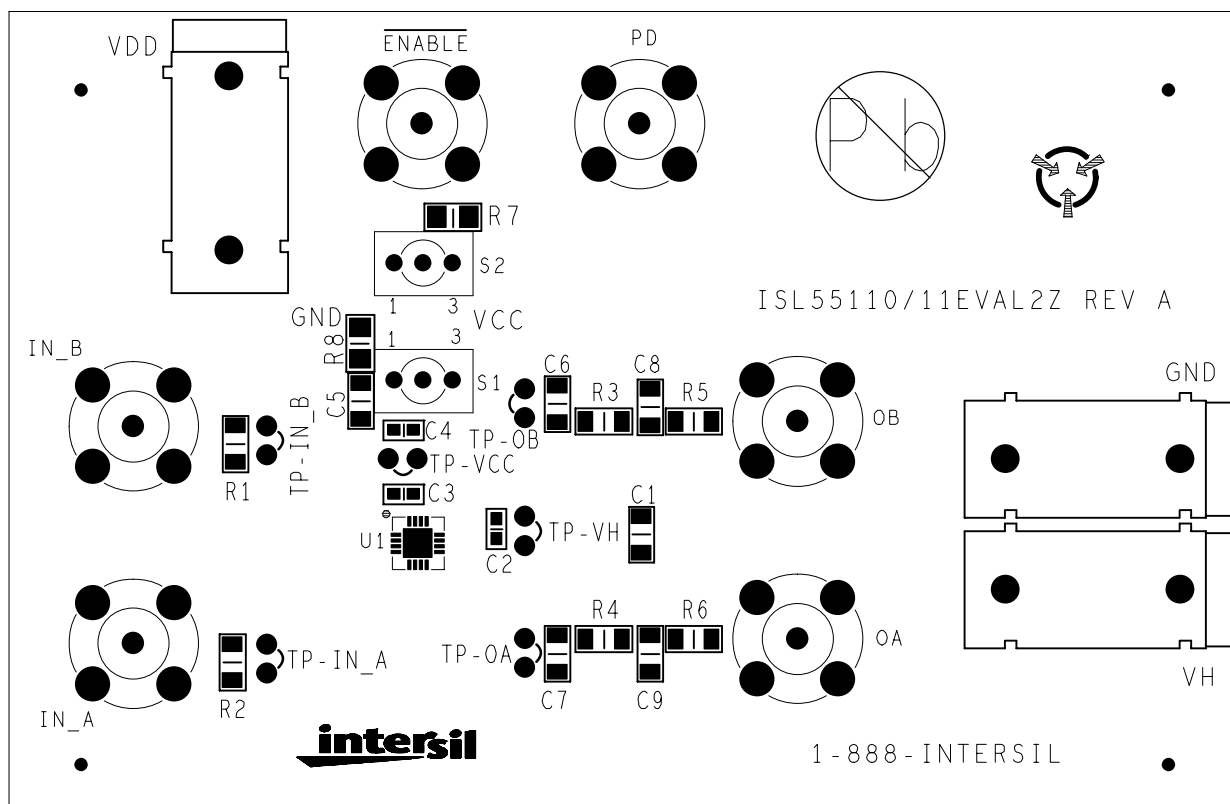 VDD
ENABLE
PD
Pb
R7
S2
1 3
GND
VCC
ISL55110/11EVAL2Z REV A
R8
1 3
S1
IN_B
C5
C6
R3
C8
R5
GND
OB
C4
TP-OB
TP-IN_B
R1
TP-VCC
C3
U1
C2
TP-VH
C1
R4
R6
OA
TP-OA
TP-IN_A
R2
C7
C9
VH
IN_A
intersil
1-888-INTERSIL